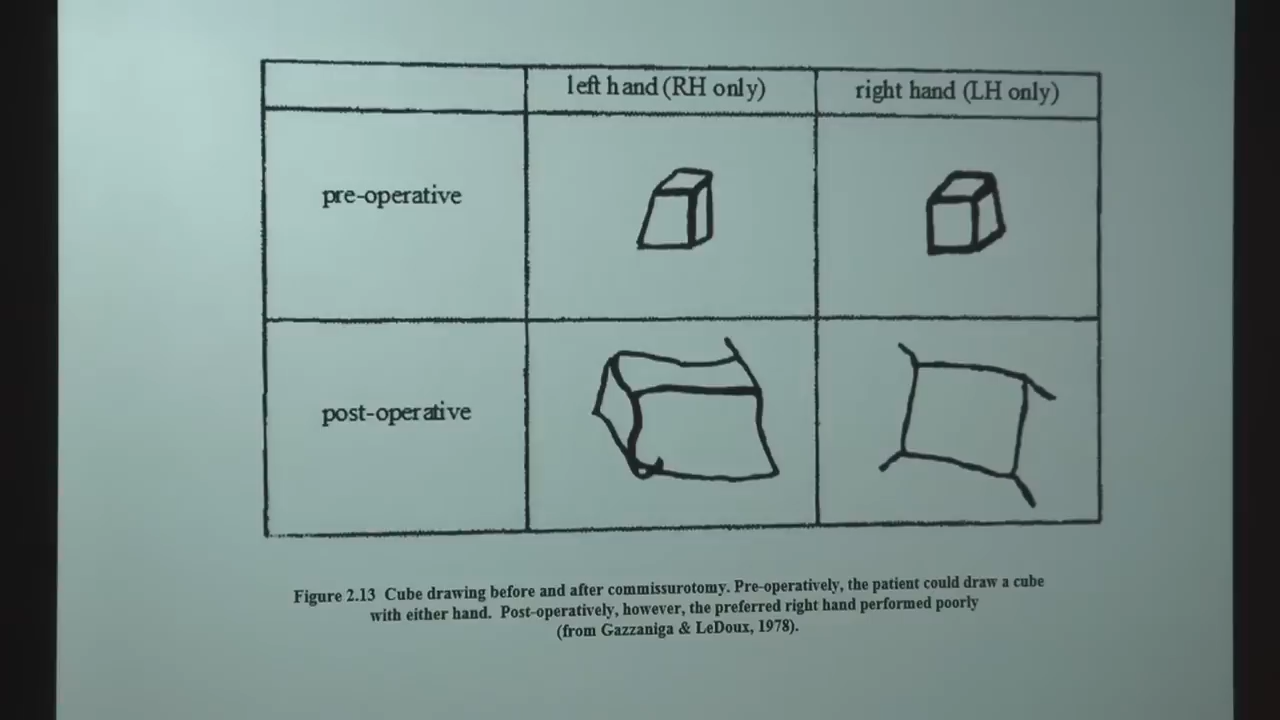 left hand (RH only)
right hand (LH only)
pre-operative
post-operative
Figure 2.13 Cube drawing before and after commissurotomy. Pre-operatively, the patient could draw a cube
with either hand. Post-operatively, however, the preferred right hand performed poorly
(from Gazzaniga & LeDoux, 1978).